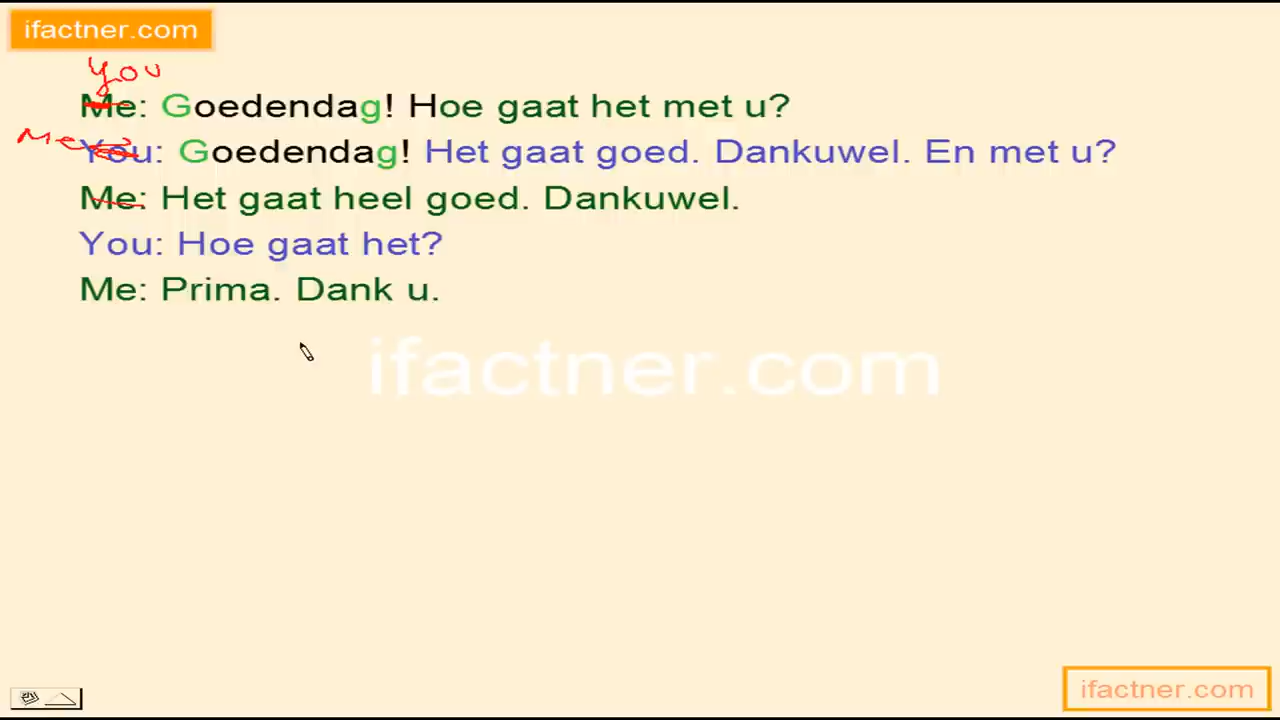 ifactner.com
You
Me: Goedendag! Hoe gaat het met u?
Me You: Goedendag! Het gaat goed. Dankuwel. En met u?
Me: Het gaat heel goed. Dankuwel.
You: Hoe gaat het?
Me: Prima. Dank u.
ifactner.com
ifactner.com